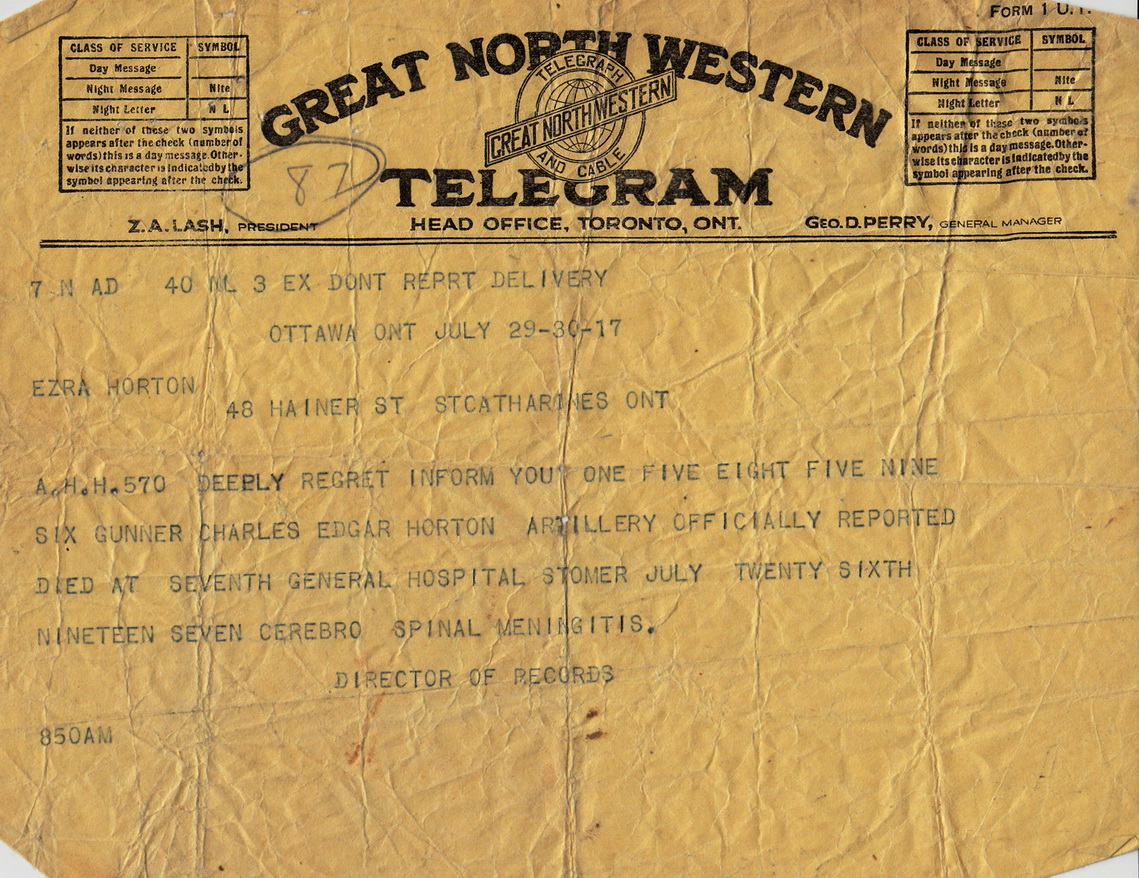 FORM 1 U.T.
CLASS OF SERVICE SYMBOL
Day Message
Night Message Nite
Night Letter N L
If neither of these two symbols
appears after the check (number of
words) this is a day message. Other-
wise its character is indicated by the
symbol appearing after the check.
GREAT NORTH WESTERN
TELEGRAPH
GREAT NORTHWESTERN
AND CABLE
TELEGRAM
CLASS OF SERVICE SYMBOL
Day Message
Night Message Nite
Night Letter N L
If neither of these two symbols
appears after the check (number of
words) this is a day message. Other-
wise its character is indicated by the
symbol appearing after the check.
Z. A. LASH, PRESIDENT HEAD OFFICE, TORONTO, ONT. GEO. D. PERRY, GENERAL MANAGER
7 N AD 40 NL 3 EX DONT REPRT DELIVERY
OTTAWA ONT JULY 29-30-17
EZRA HORTON
48 HAINER ST STCATHARINES ONT
A.H.H.570 DEEPLY REGRET INFORM YOU ONE FIVE EIGHT FIVE NINE
SIX GUNNER CHARLES EDGAR HORTON ARTILLERY OFFICIALLY REPORTED
DIED AT SEVENTH GENERAL HOSPITAL STOMER JULY TWENTY SIXTH
NINETEEN SEVEN CEREBRO SPINAL MENINGITIS.
DIRECTOR OF RECORDS
850AM